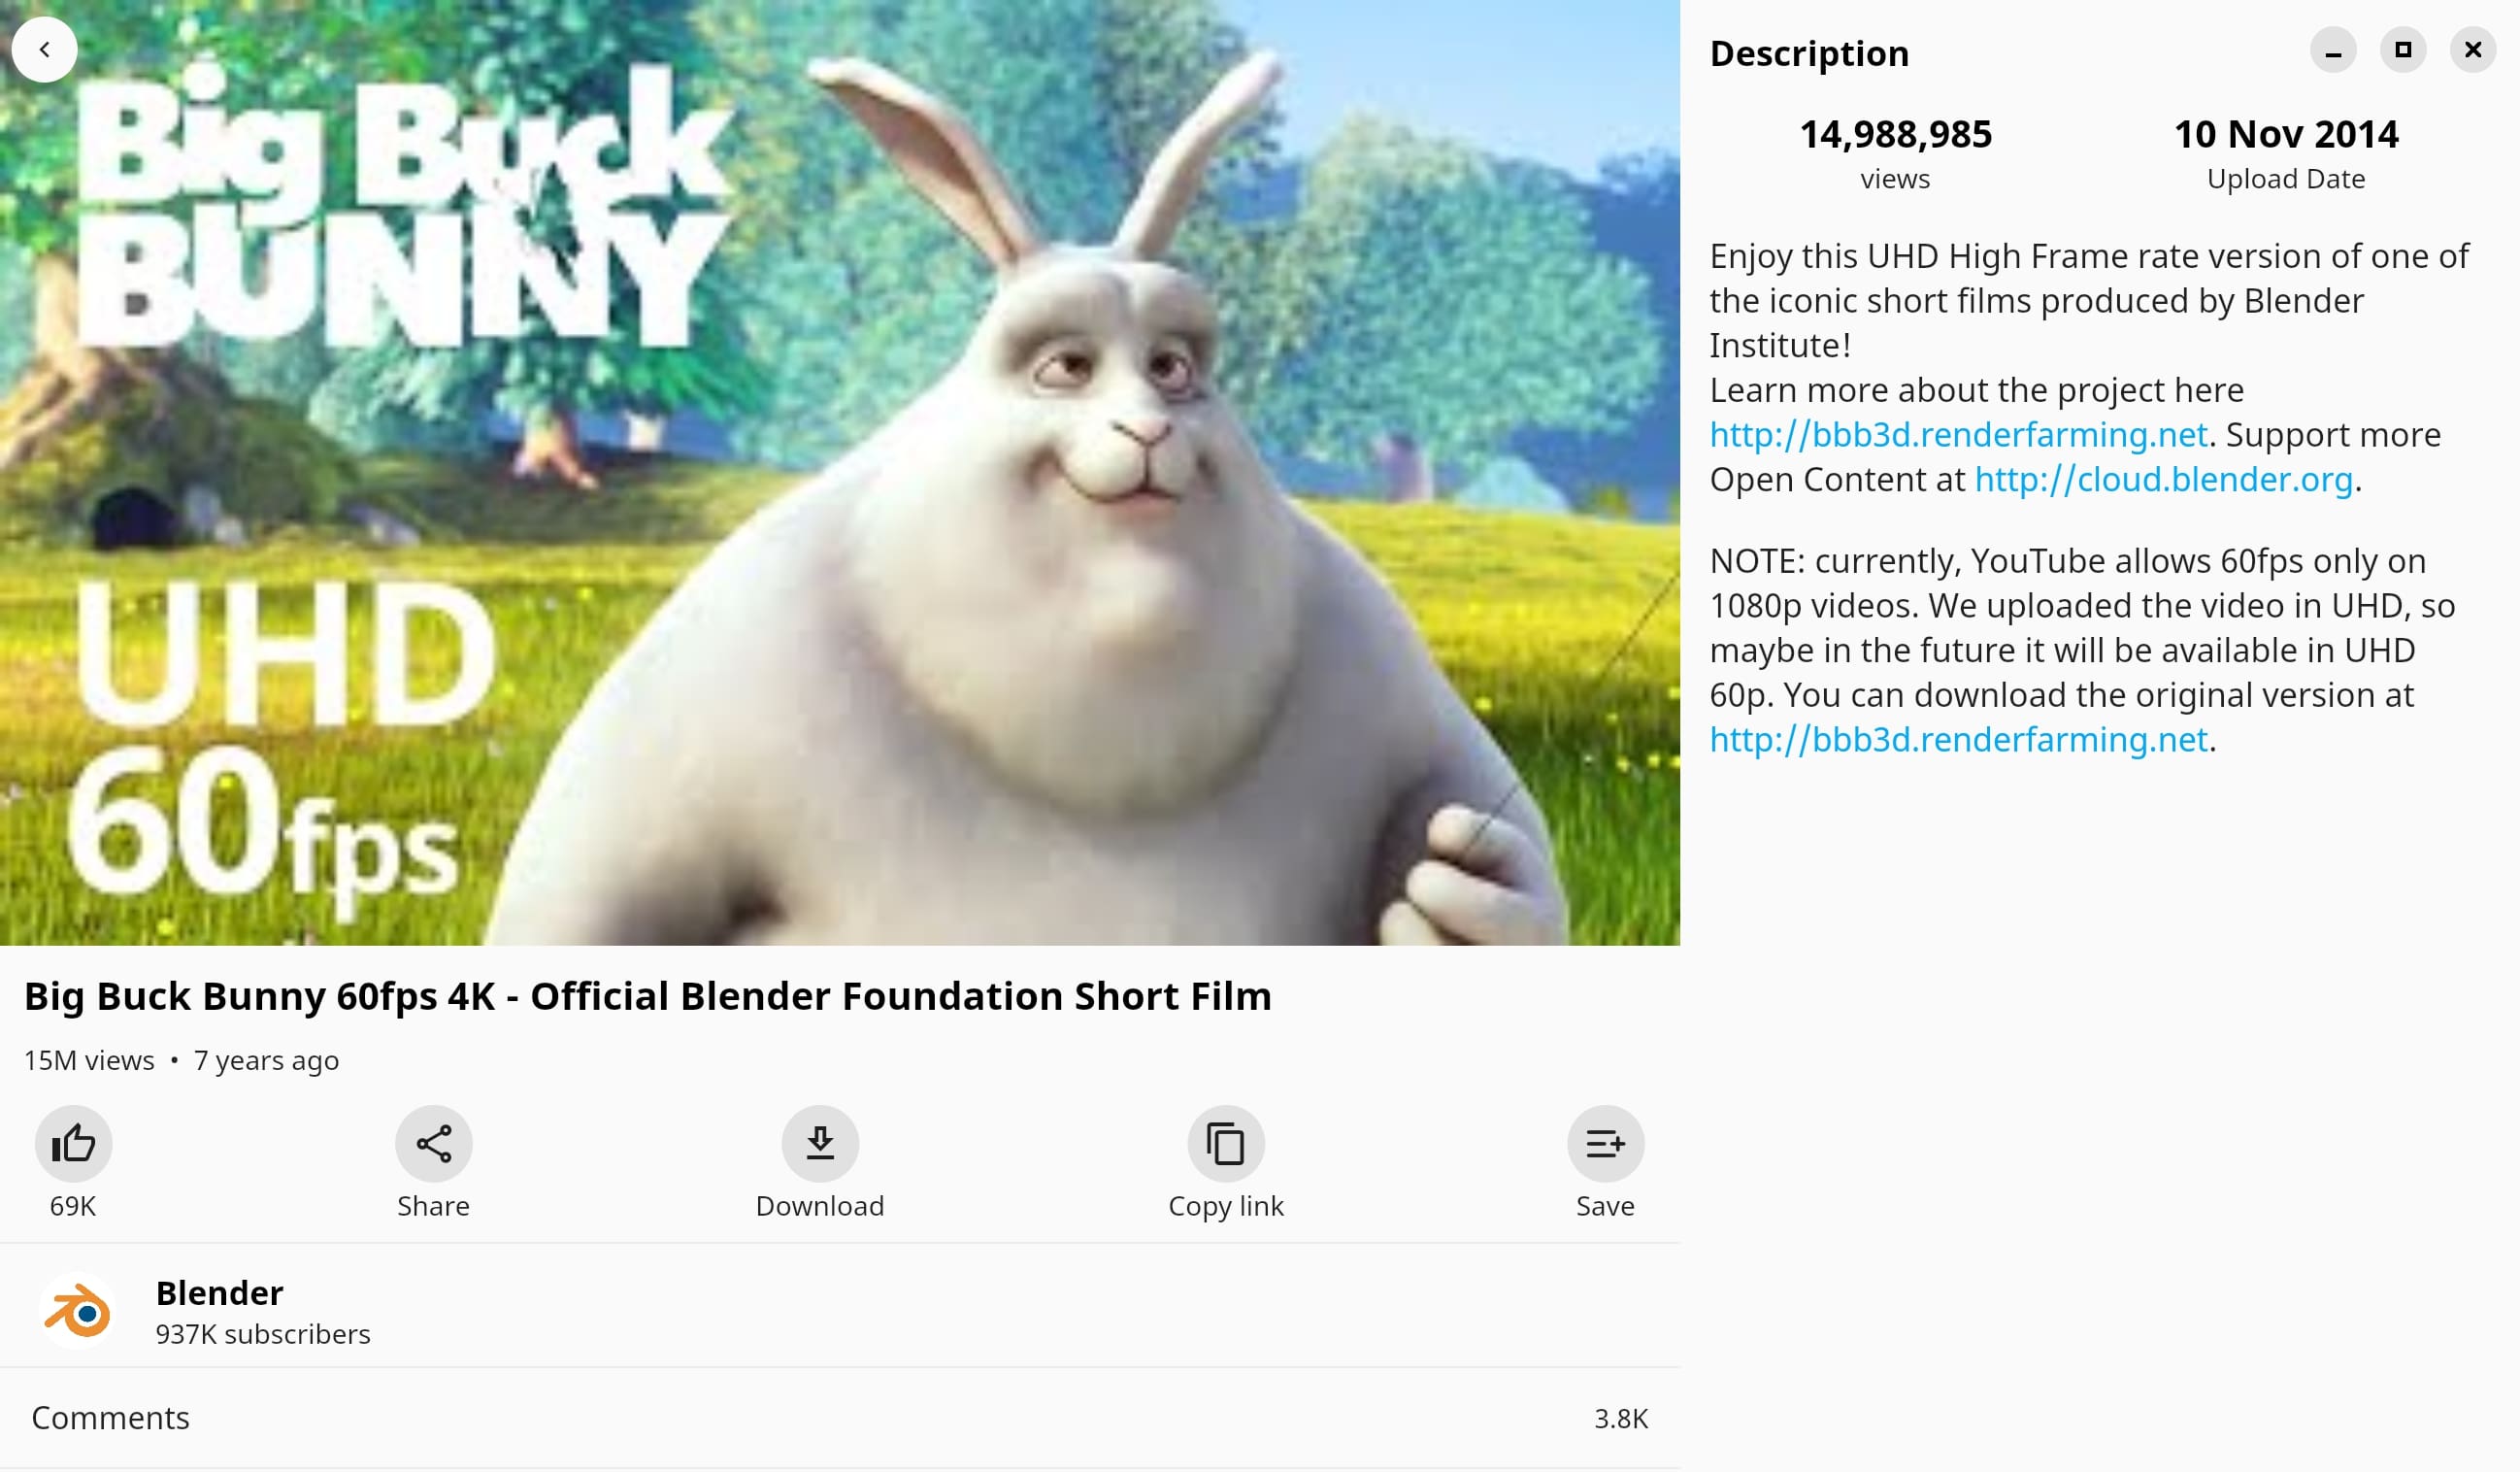 Big Buck
BUNNY
UHD
60fps
Big Buck Bunny 60fps 4K - Official Blender Foundation Short Film
15M views • 7 years ago
69K
Share
Download
Copy link
Save
Blender
937K subscribers
Comments
3.8K
Description
14,988,985
views
10 Nov 2014
Upload Date
Enjoy this UHD High Frame rate version of one of
the iconic short films produced by Blender
Institute!
Learn more about the project here
http://bbb3d.renderfarming.net. Support more
Open Content at http://cloud.blender.org.
NOTE: currently, YouTube allows 60fps only on
1080p videos. We uploaded the video in UHD, so
maybe in the future it will be available in UHD
60p. You can download the original version at
http://bbb3d.renderfarming.net.